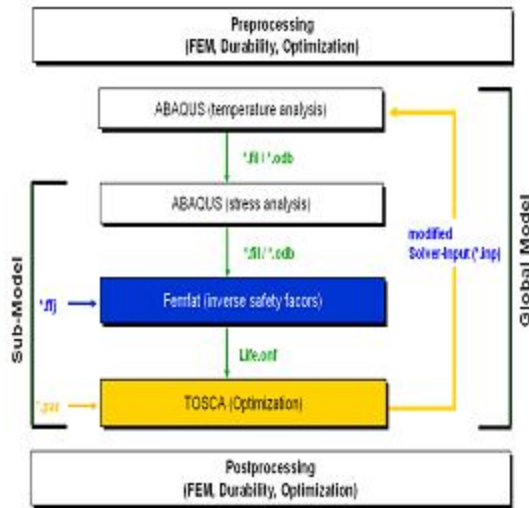 Preprocessing
(FEM, Durability, Optimization)
ABAQUS (temperature analysis)
*.fil / *.odb
ABAQUS (stress analysis)
*.fil / *.odb
modified
Solver-Input (*.inp)
*.ffj
Femfat (inverse safety facors)
Life.onf
*.par
TOSCA (Optimization)
Sub-Model
Global Model
Postprocessing
(FEM, Durability, Optimization)